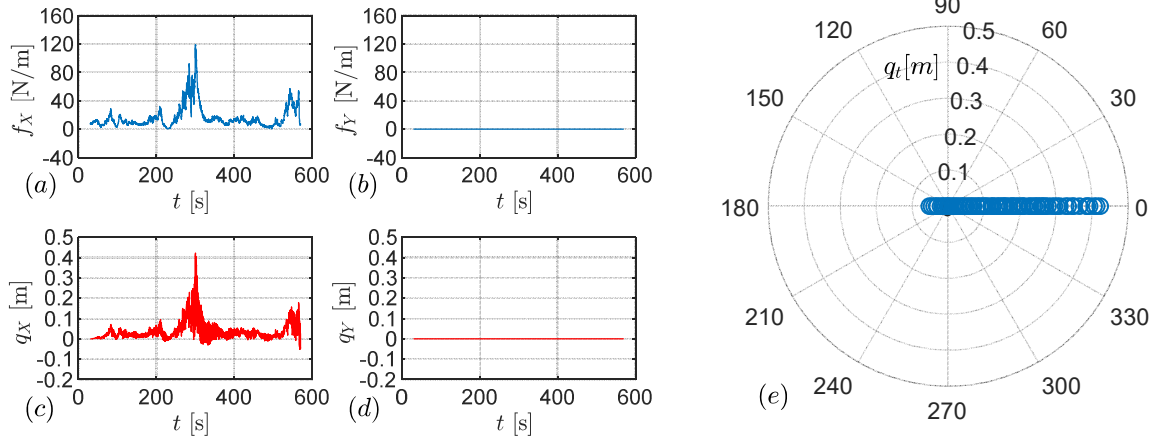 160
120
80
40
0
-40
f_X [N/m]
0 200 400 600
(a)
t [s]
160
120
80
40
0
-40
f_Y [N/m]
0 200 400 600
(b)
t [s]
0.5
0.4
0.3
0.2
0.1
0
-0.1
-0.2
q_X [m]
0 200 400 600
(c)
t [s]
0.5
0.4
0.3
0.2
0.1
0
-0.1
-0.2
q_Y [m]
0 200 400 600
(d)
t [s]
90
120 0.5 60
q_t[m] 0.4
150 0.3 30
0.2
0.1
180 0
210 330
240 300
270
(e)